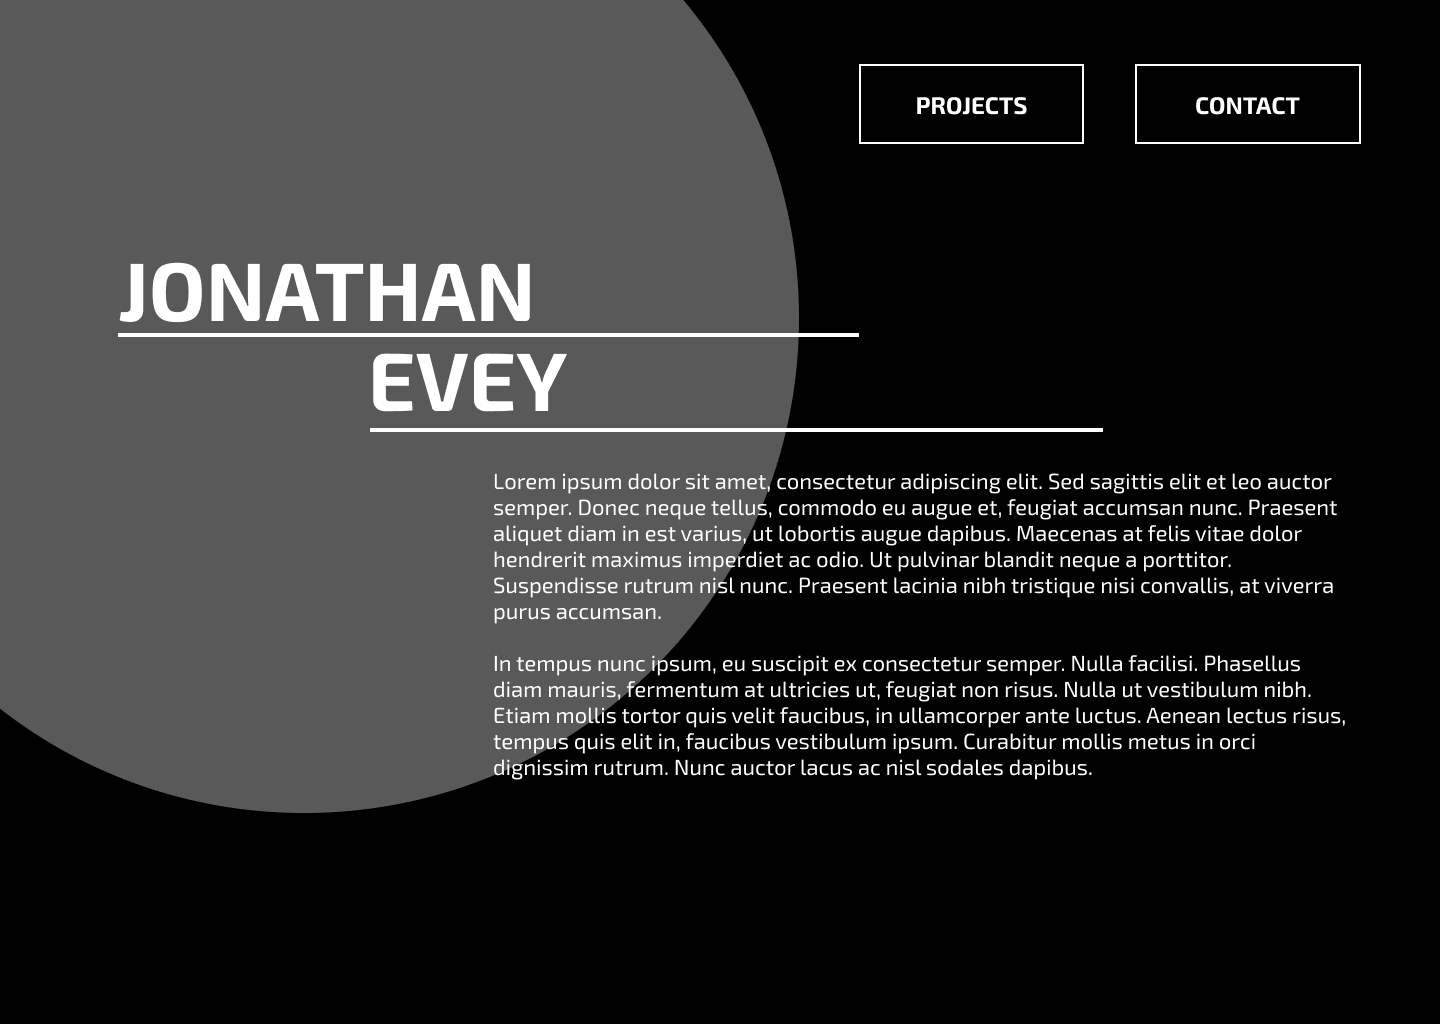 PROJECTS
CONTACT
JONATHAN
EVEY
Lorem ipsum dolor sit amet, consectetur adipiscing elit. Sed sagittis elit et leo auctor
semper. Donec neque tellus, commodo eu augue et, feugiat accumsan nunc. Praesent
aliquet diam in est varius, ut lobortis augue dapibus. Maecenas at felis vitae dolor
hendrerit maximus imperdiet ac odio. Ut pulvinar blandit neque a porttitor.
Suspendisse rutrum nisl nunc. Praesent lacinia nibh tristique nisi convallis, at viverra
purus accumsan.
In tempus nunc ipsum, eu suscipit ex consectetur semper. Nulla facilisi. Phasellus
diam mauris, fermentum at ultricies ut, feugiat non risus. Nulla ut vestibulum nibh.
Etiam mollis tortor quis velit faucibus, in ullamcorper ante luctus. Aenean lectus risus,
tempus quis elit in, faucibus vestibulum ipsum. Curabitur mollis metus in orci
dignissim rutrum. Nunc auctor lacus ac nisl sodales dapibus.